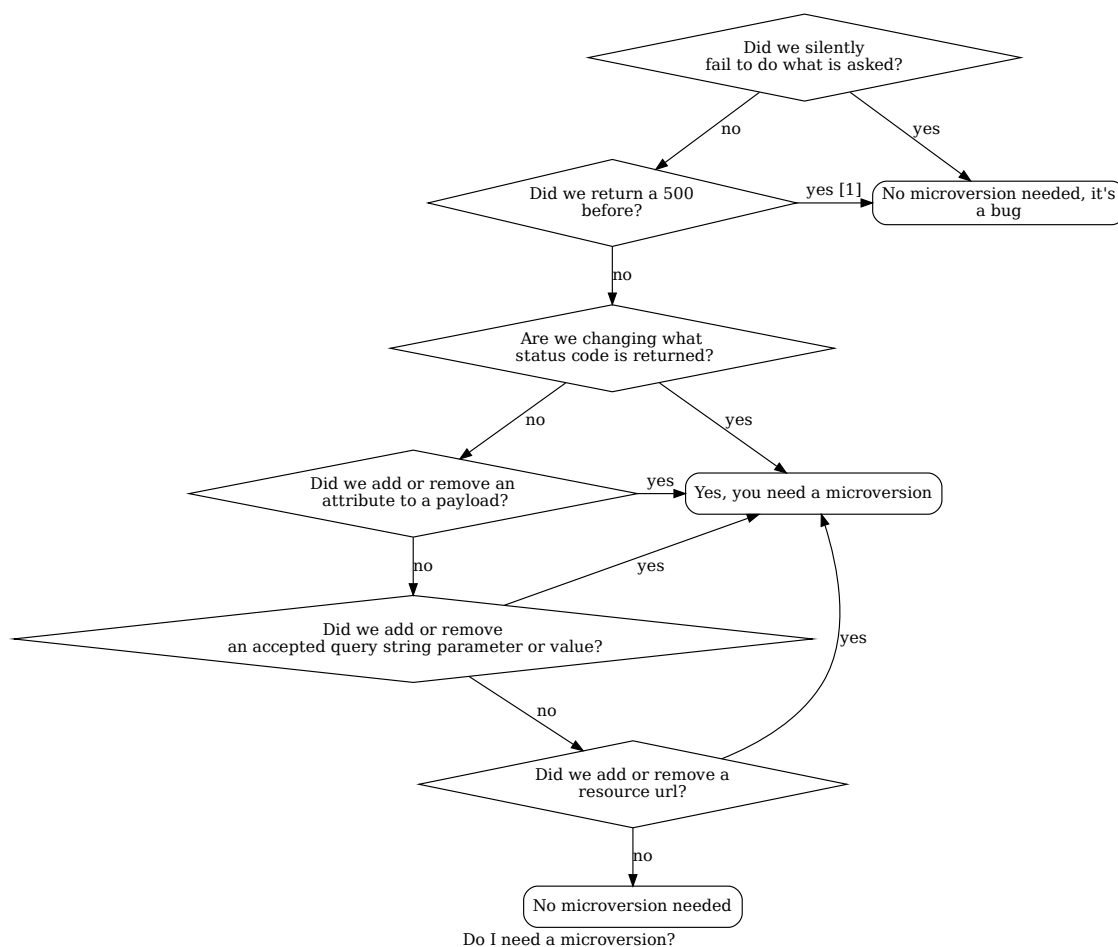 Did we silently
fail to do what is asked?
no
yes
Did we return a 500
before?
yes [1]
No microversion needed, it's
a bug
no
Are we changing what
status code is returned?
no
yes
Did we add or remove an
attribute to a payload?
yes
Yes, you need a microversion
no
yes
Did we add or remove
an accepted query string parameter or value?
yes
no
Did we add or remove a
resource url?
no
No microversion needed
Do I need a microversion?